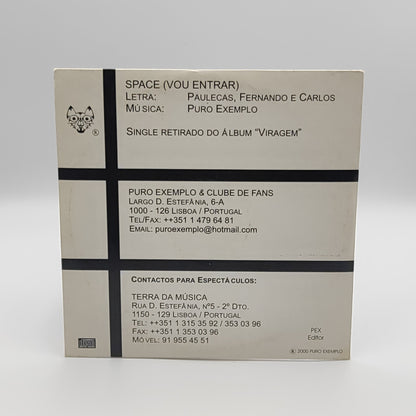 SPACE (VOU ENTRAR)
LETRA: PAULECAS, FERNANDO E CARLOS
MÚSICA: PURO EXEMPLO
SINGLE RETIRADO DO ÁLBUM "VIRAGEM"
®
PURO EXEMPLO & CLUBE DE FANS
LARGO D. ESTEFÂNIA, 6-A
1000 - 126 LISBOA / PORTUGAL
TEL/FAX: ++351 1 479 64 81
EMAIL: puroexemplo@hotmail.com
CONTACTOS PARA ESPECTÁCULOS:
TERRA DA MÚSICA
RUA D. ESTEFÂNIA, Nº5 - 2º DTO.
1150 - 129 LISBOA / PORTUGAL
TEL: ++351 1 315 35 92 / 353 03 96
FAX: ++351 1 353 03 96
MÓVEL: 91 955 45 51
PEX
Editor
℗ 2000 PURO EXEMPLO